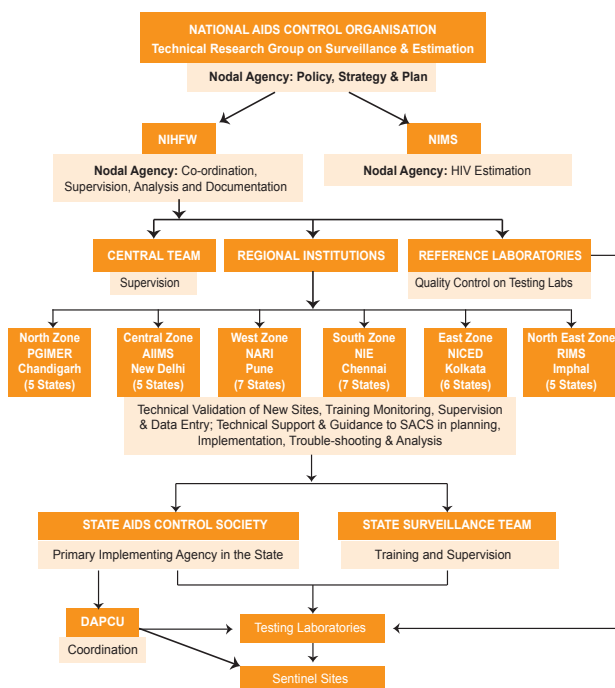 NATIONAL AIDS CONTROL ORGANISATION
Technical Research Group on Surveillance & Estimation
Nodal Agency: Policy, Strategy & Plan
NIHFW
Nodal Agency: Co-ordination,
Supervision, Analysis and Documentation
NIMS
Nodal Agency: HIV Estimation
CENTRAL TEAM
Supervision
REGIONAL INSTITUTIONS
REFERENCE LABORATORIES
Quality Control on Testing Labs
North Zone
PGIMER
Chandigarh
(5 States)
Central Zone
AIIMS
New Delhi
(5 States)
West Zone
NARI
Pune
(7 States)
South Zone
NIE
Chennai
(7 States)
East Zone
NICED
Kolkata
(6 States)
North East Zone
RIMS
Imphal
(5 States)
Technical Validation of New Sites, Training Monitoring, Supervision
& Data Entry; Technical Support & Guidance to SACS in planning,
Implementation, Trouble-shooting & Analysis
STATE AIDS CONTROL SOCIETY
Primary Implementing Agency in the State
STATE SURVEILLANCE TEAM
Training and Supervision
DAPCU
Coordination
Testing Laboratories
Sentinel Sites